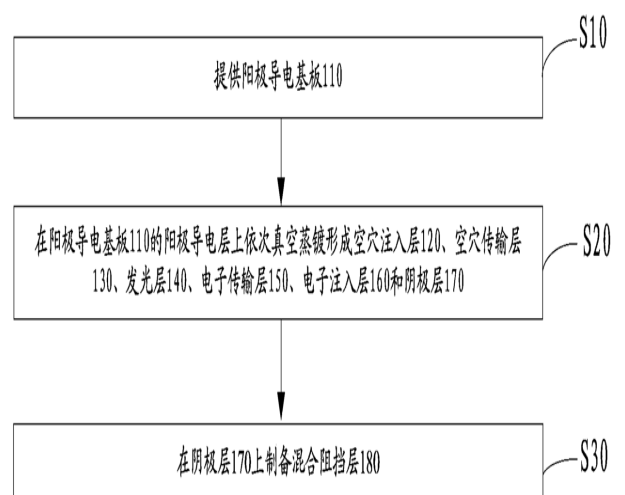 S10
提供阳极导电基板110
S20
在阳极导电基板110的阳极导电层上依次真空蒸镀形成空穴注入层120、空穴传输层
130、发光层140、电子传输层150、电子注入层160和阴极层170
S30
在阴极层170上制备混合阻挡层180